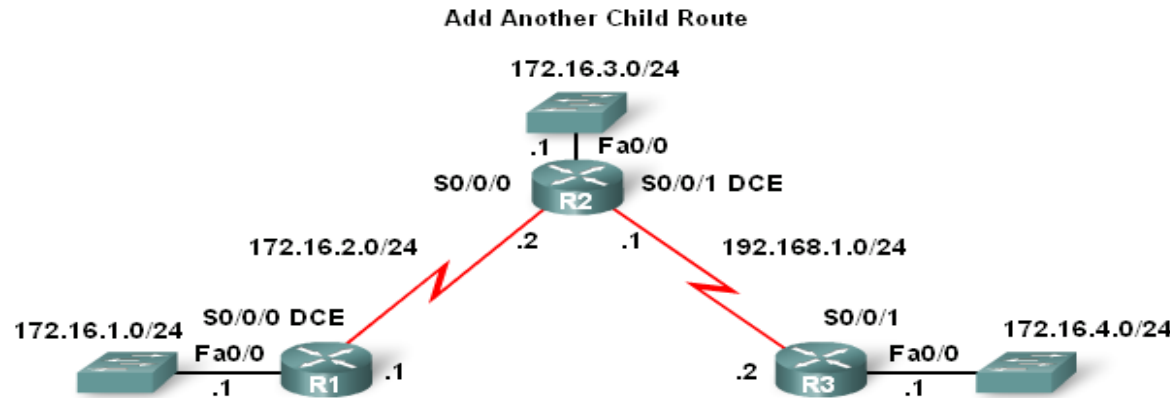 Add Another Child Route
172.16.3.0/24
.1 Fa0/0
S0/0/0 S0/0/1 DCE
R2
172.16.2.0/24 .2 .1 192.168.1.0/24
172.16.1.0/24 S0/0/0 DCE S0/0/1 172.16.4.0/24
Fa0/0 Fa0/0
.1 R1 .1 .2 R3 .1